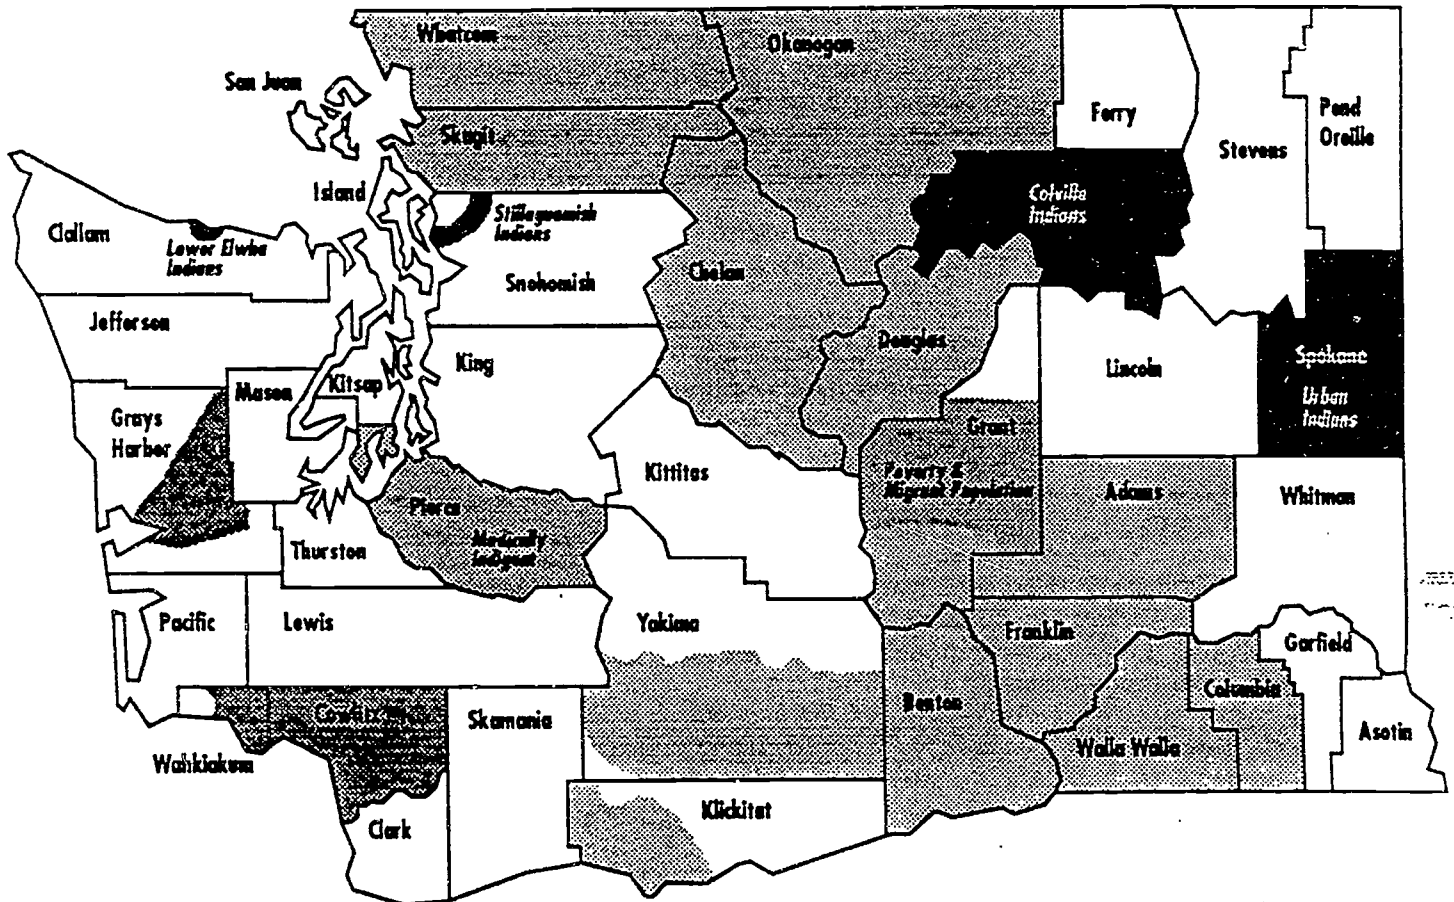 Whatcom
Okanogan
San Juan
Ferry
Pend
Oreille
Skagit
Stevens
Island
Colville
Indians
Stillaguamish
Indians
Clallam
Lower Elwha
Indians
Chelan
Snohomish
Jefferson
Douglas
King
Lincoln
Spokane
Kitsap
Mason
Urban
Indians
Grays
Harbor
Grant
Kittitas
Poverty &
Migrant Population
Adams
Whitman
Pierce
Thurston
Medically
Indigent
Pacific
Lewis
Yakima
Franklin
Garfield
Columbia
Benton
Cowlitz
Skamania
Asotin
Walla Walla
Wahkiakum
Klickitat
Clark